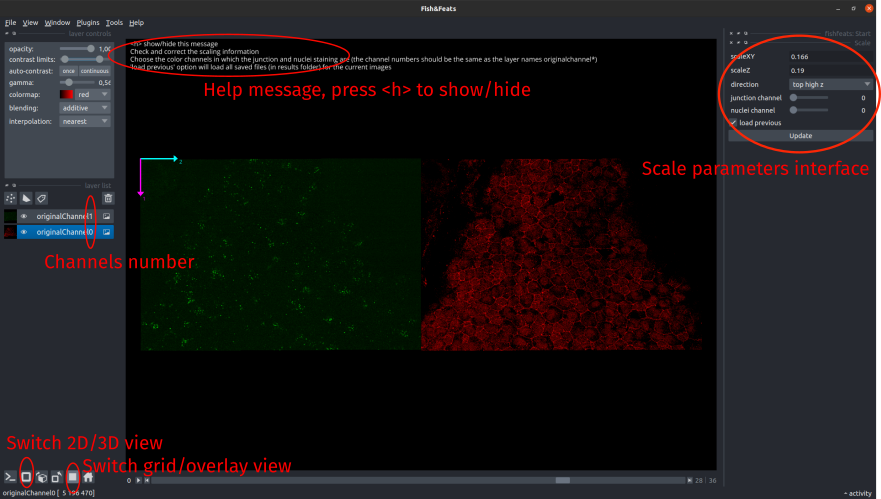 Fish&Feats
File View Window Plugins Tools Help
layer controls
opacity: 1,00
contrast limits:
auto-contrast: once continuous
gamma: 0,56
colormap: red
blending: additive
interpolation: nearest
layer list
originalChannel1
originalChannel0
Channels number
<h> show/hide this message
Check and correct the scaling information
Choose the color channels in which the junction and nuclei staining are (the channel numbers should be the same as the layer names originalchannel*)
'load previous' option will load all saved files (in results folder) for the current images
Help message, press <h> to show/hide
z
fishfeats: Start
Scale
scaleXY 0.166
scaleZ 0.19
direction top high z
junction channel 0
nuclei channel 0
load previous
Update
Scale parameters interface
Switch 2D/3D view
Switch grid/overlay view
0 28 36
originalChannel0 [ 5 196 470]
activity